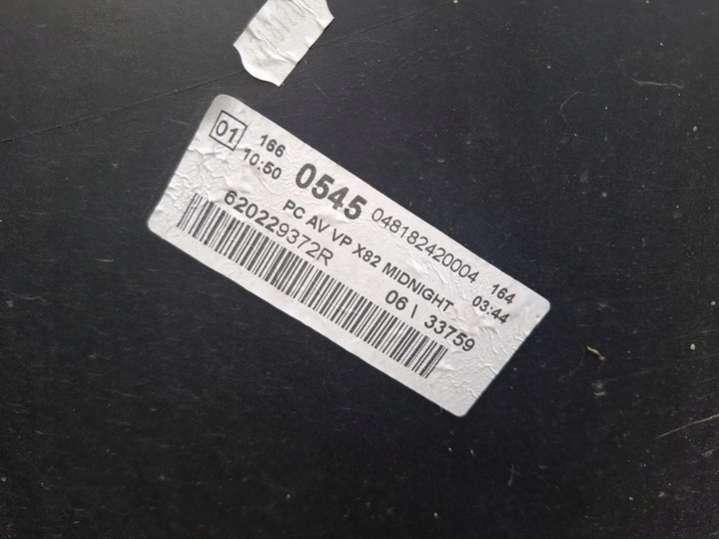 01 166 0545 048182420004 164
10:50 PC AV VP X82 MIDNIGHT 03:44
620229372R 06 | 33759